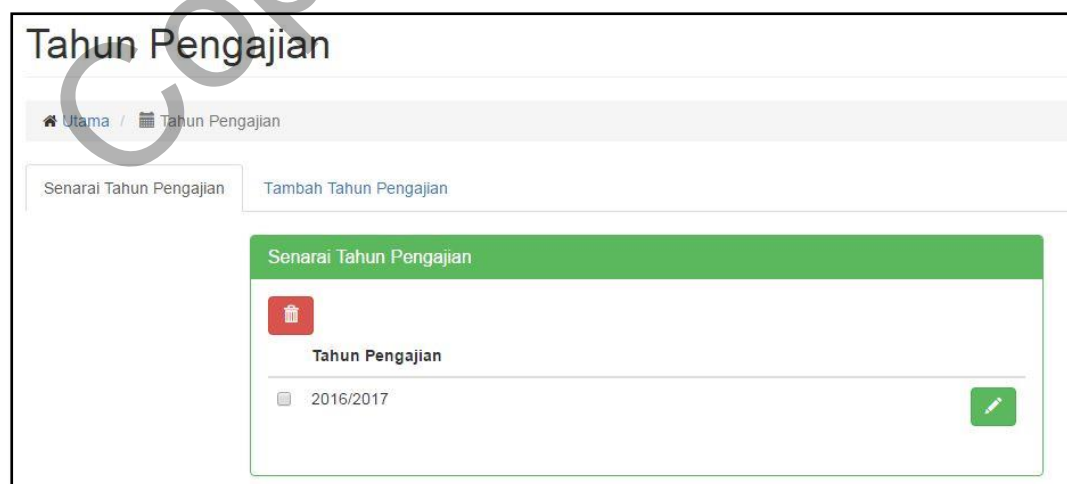 Tahun Pengajian
Utama / Tahun Pengajian
Senarai Tahun Pengajian Tambah Tahun Pengajian
Senarai Tahun Pengajian
Tahun Pengajian
2016/2017